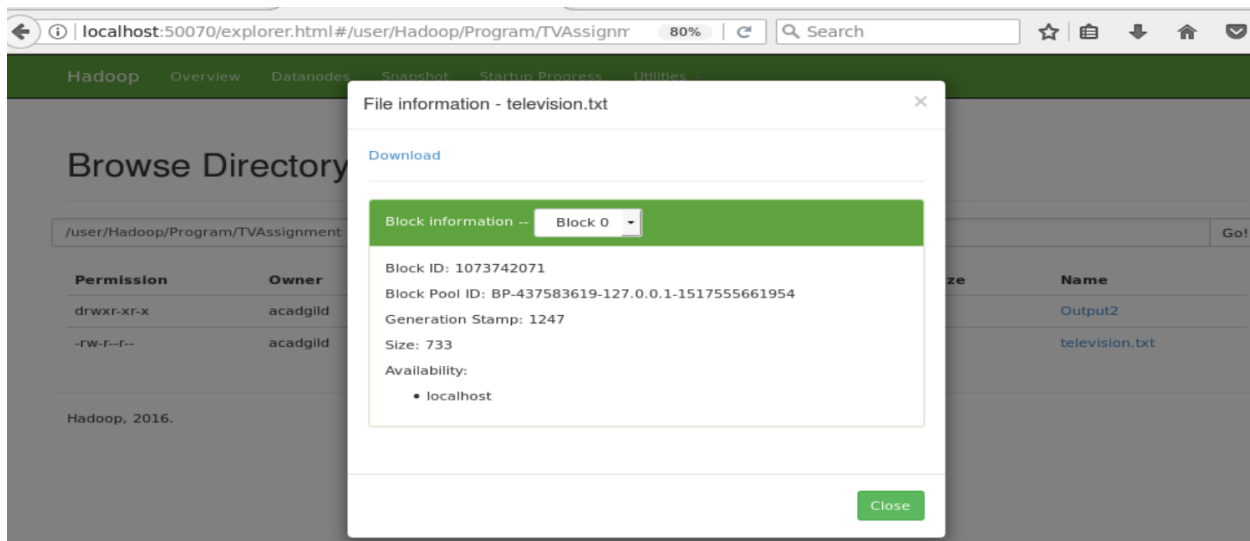 localhost:50070/explorer.html#/user/Hadoop/Program/TVAssignm 80% Search
Hadoop Overview Datanodes Snapshot Startup Progress Utilities
File information - television.txt
Download
Browse Directory
Block information -- Block 0
/user/Hadoop/Program/TVAssignment Go!
Block ID: 1073742071
Permission Owner ze Name
Block Pool ID: BP-437583619-127.0.0.1-1517555661954
drwxr-xr-x acadgild Output2
Generation Stamp: 1247
-rw-r--r-- acadgild television.txt
Size: 733
Availability:
• localhost
Hadoop, 2016.
Close